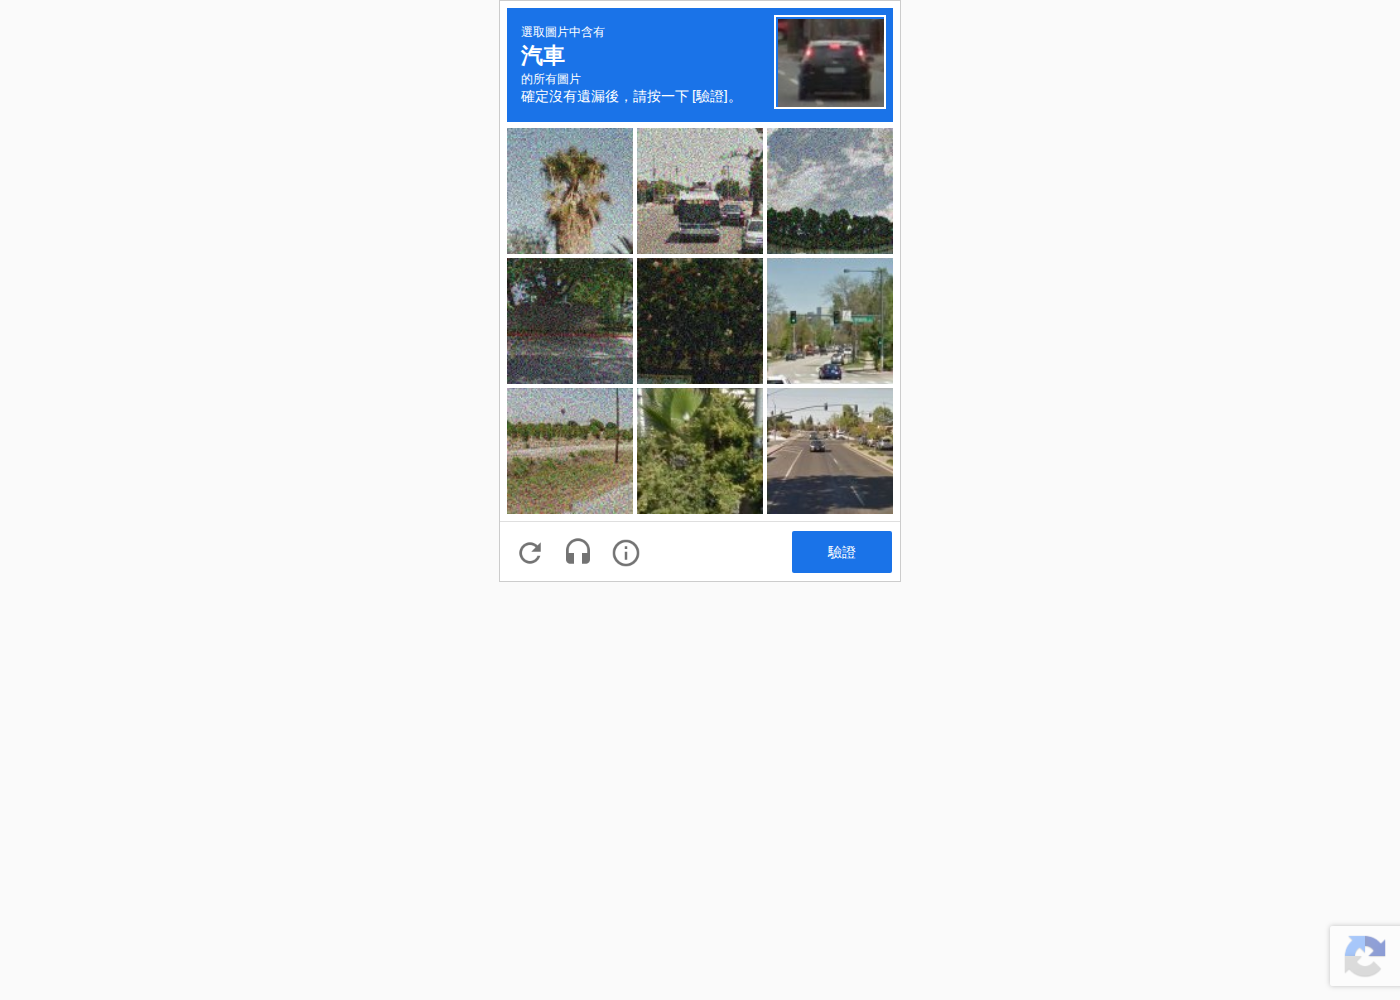 選取圖片中含有
汽車
的所有圖片
確定沒有遺漏後，請按一下 [驗證]。
驗證